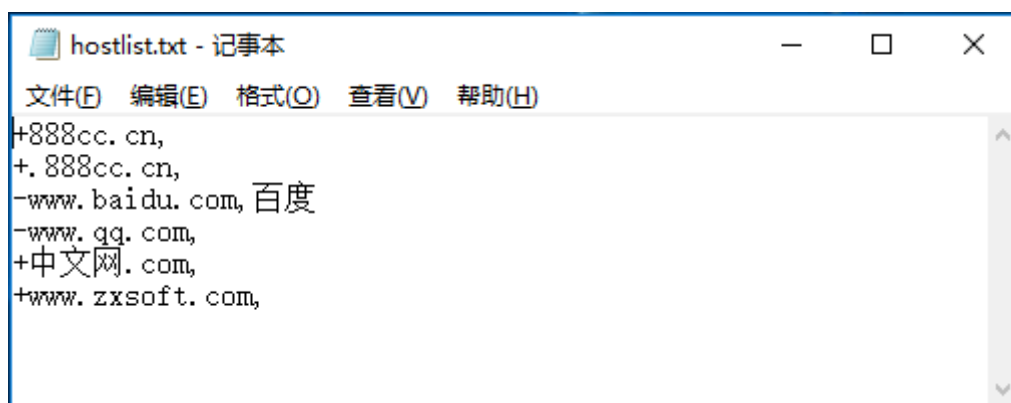 hostlist.txt - 记事本
文件(F) 编辑(E) 格式(O) 查看(V) 帮助(H)
+888cc.cn,
+.888cc.cn,
-www.baidu.com,百度
-www.qq.com,
+中文网.com,
+www.zxsoft.com,